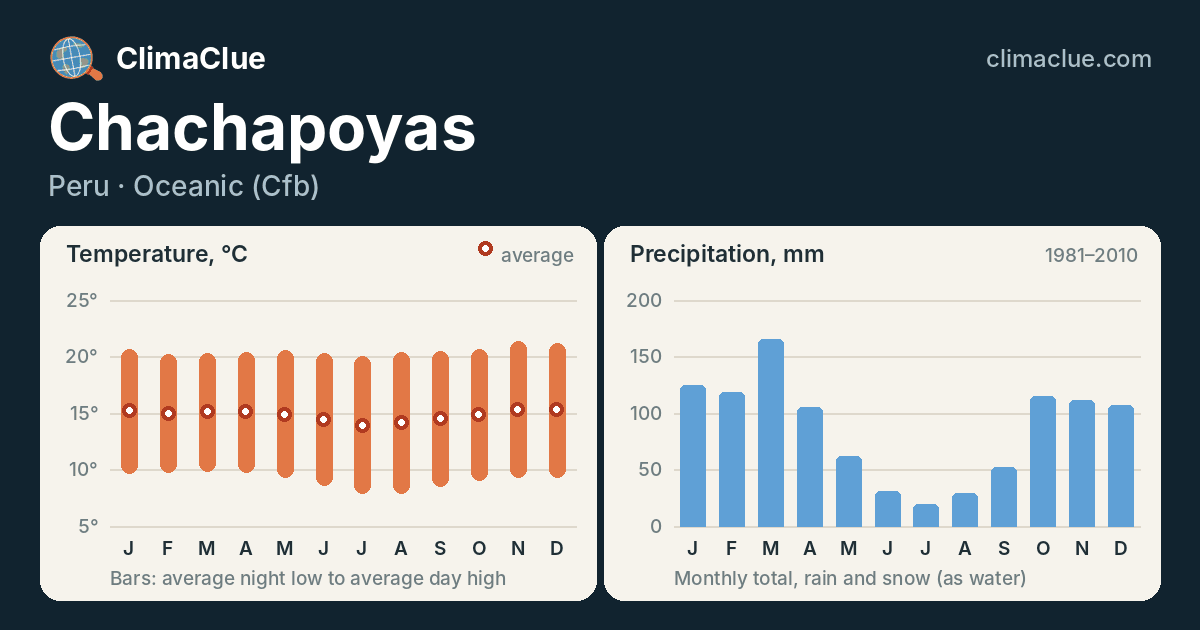 ClimaClue
climaclue.com
Chachapoyas
Peru · Oceanic (Cfb)
Temperature, °C
average
25°
20°
15°
10°
5°
J F M A M J J A S O N D
Bars: average night low to average day high
Precipitation, mm
1981–2010
200
150
100
50
0
J F M A M J J A S O N D
Monthly total, rain and snow (as water)